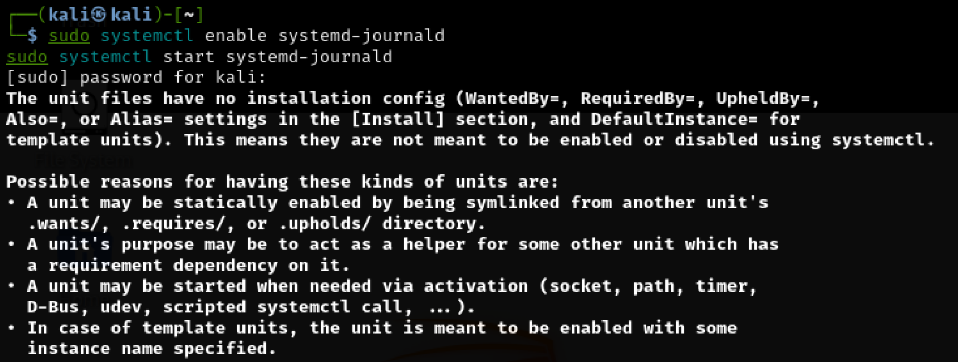 ┌──(kali㉿kali)-[~]
└─$ sudo systemctl enable systemd-journald
sudo systemctl start systemd-journald
[sudo] password for kali:
The unit files have no installation config (WantedBy=, RequiredBy=, UpheldBy=,
Also=, or Alias= settings in the [Install] section, and DefaultInstance= for
template units). This means they are not meant to be enabled or disabled using systemctl.

Possible reasons for having these kinds of units are:
• A unit may be statically enabled by being symlinked from another unit's
.wants/, .requires/, or .upholds/ directory.
• A unit's purpose may be to act as a helper for some other unit which has
a requirement dependency on it.
• A unit may be started when needed via activation (socket, path, timer,
D-Bus, udev, scripted systemctl call, ...).
• In case of template units, the unit is meant to be enabled with some
instance name specified.